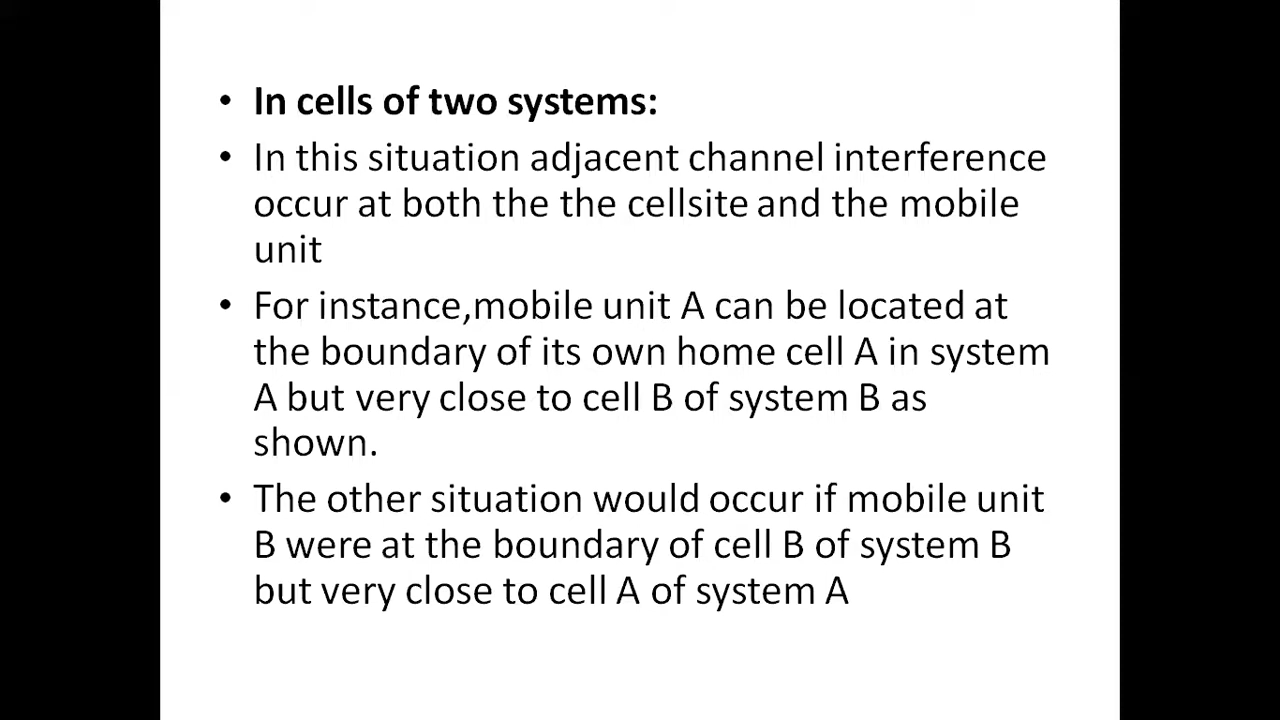 • In cells of two systems:
• In this situation adjacent channel interference
occur at both the the cellsite and the mobile
unit
• For instance,mobile unit A can be located at
the boundary of its own home cell A in system
A but very close to cell B of system B as
shown.
• The other situation would occur if mobile unit
B were at the boundary of cell B of system B
but very close to cell A of system A